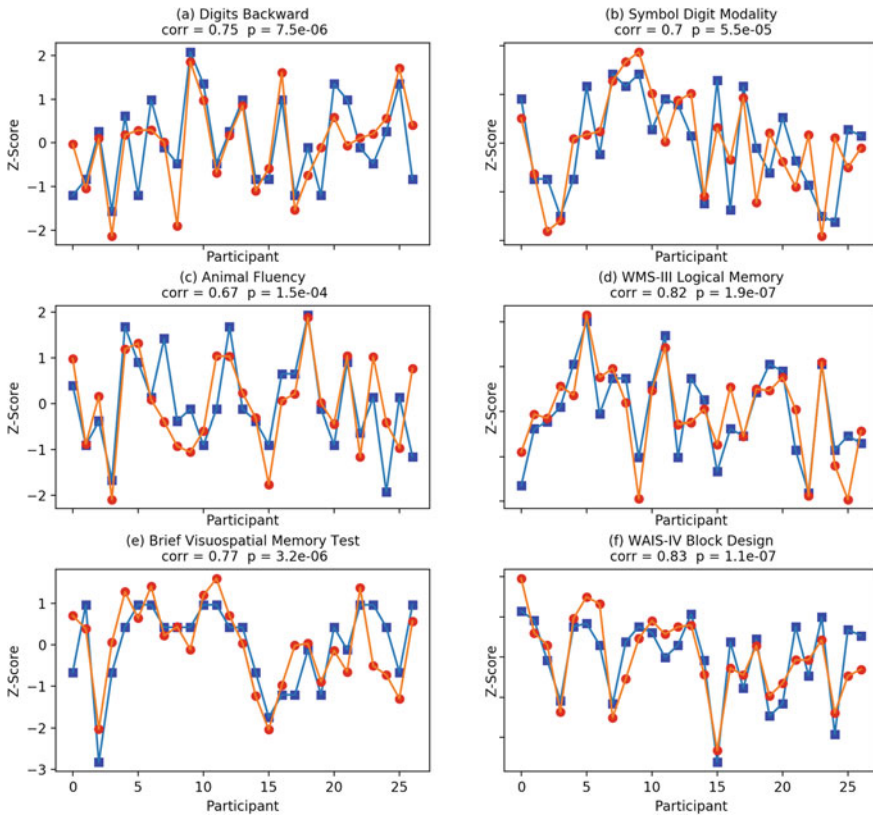 (a) Digits Backward
corr = 0.75 p = 7.5e-06
Z-Score
2
1
0
−1
−2
Participant
(b) Symbol Digit Modality
corr = 0.7 p = 5.5e-05
Z-Score
Participant
(c) Animal Fluency
corr = 0.67 p = 1.5e-04
Z-Score
2
1
0
−1
−2
Participant
(d) WMS-III Logical Memory
corr = 0.82 p = 1.9e-07
Z-Score
Participant
(e) Brief Visuospatial Memory Test
corr = 0.77 p = 3.2e-06
Z-Score
1
0
−1
−2
−3
0 5 10 15 20 25
Participant
(f) WAIS-IV Block Design
corr = 0.83 p = 1.1e-07
Z-Score
0 5 10 15 20 25
Participant